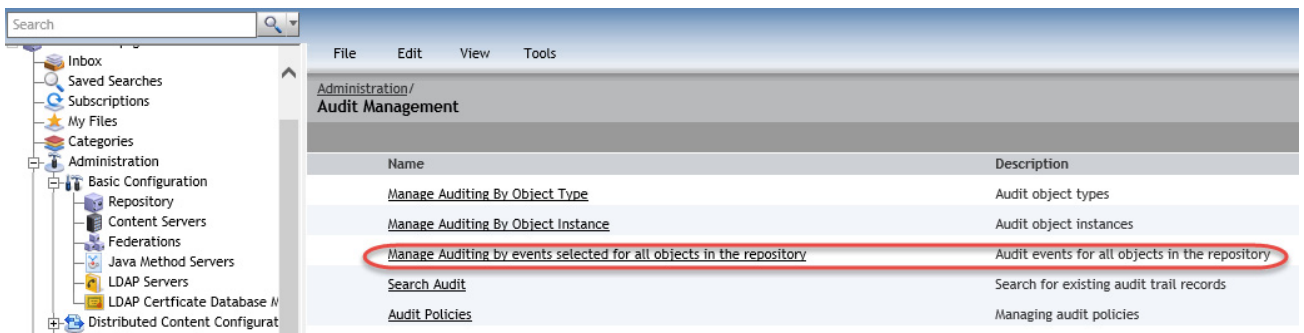 Search
Inbox
Saved Searches
Subscriptions
My Files
Categories
Administration
Basic Configuration
Repository
Content Servers
Federations
Java Method Servers
LDAP Servers
LDAP Certficate Database M
Distributed Content Configurat
File Edit View Tools
Administration/
Audit Management
Name Description
Manage Auditing By Object Type Audit object types
Manage Auditing By Object Instance Audit object instances
Manage Auditing by events selected for all objects in the repository Audit events for all objects in the repository
Search Audit Search for existing audit trail records
Audit Policies Managing audit policies